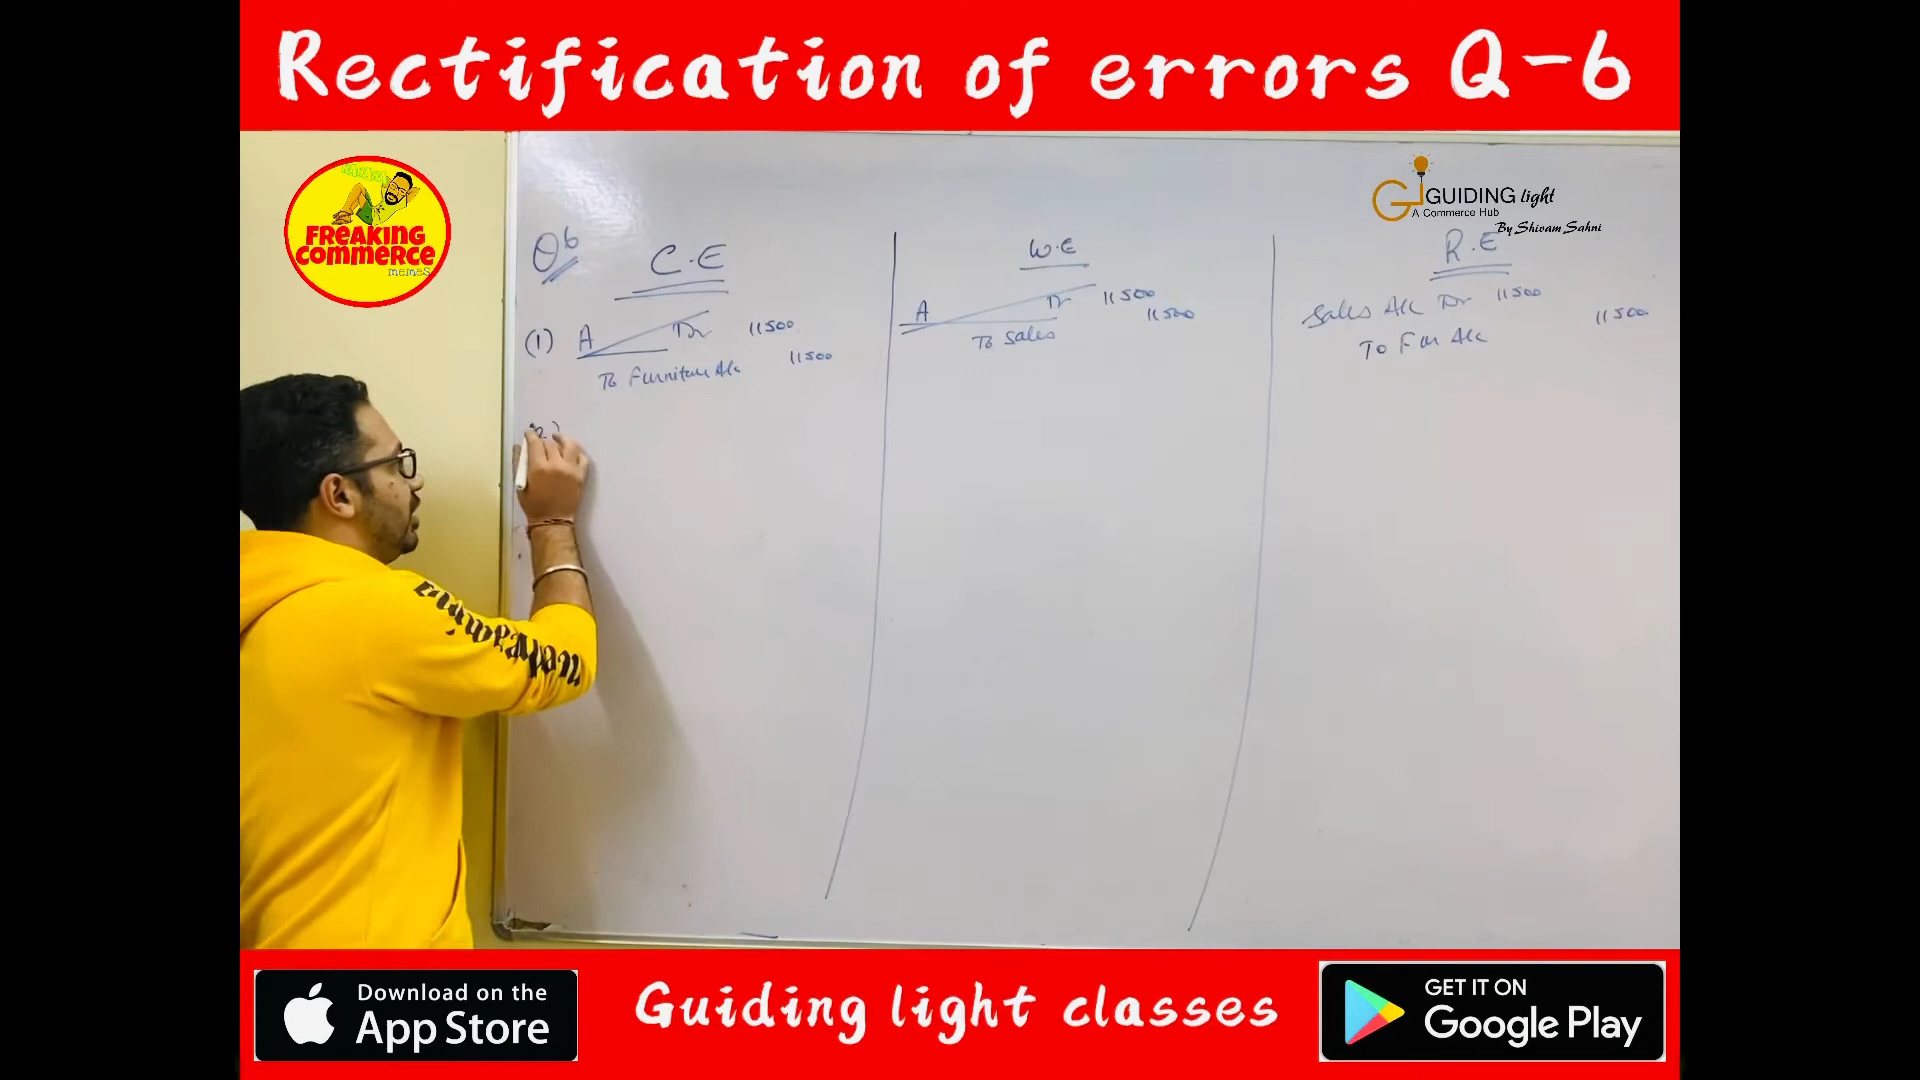 Rectification of errors Q-6
HAHAHA
FREAKING
COMMERCE
memes
GUIDING light
A Commerce Hub
By Shivam Sahni
Q6
C.E
W.E
R.E
(1) A Dr 11500
To Furniture A/c 11500
A Dr 11500
To Sales 11500
Sales A/c Dr 11500
To Fur A/c 11500
Download on the
App Store
Guiding light classes
GET IT ON
Google Play